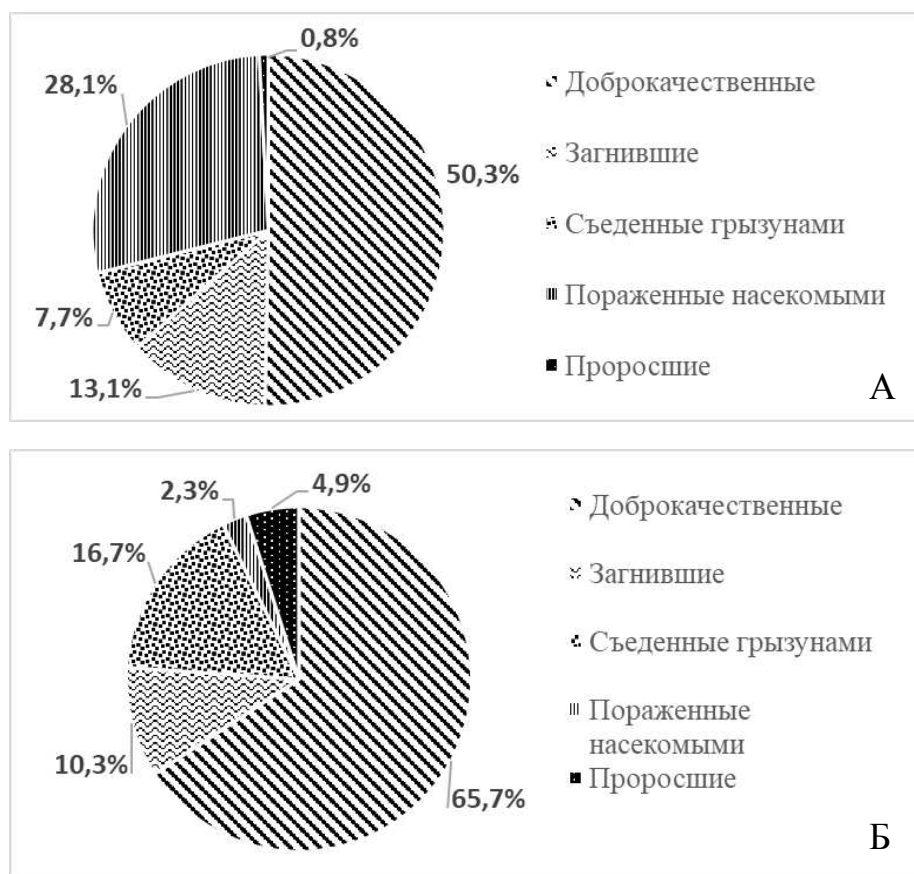 0,8%
28,1%
50,3%
7,7%
13,1%
Доброкачественные
Загнившие
Съеденные грызунами
Пораженные насекомыми
Проросшие
А
2,3%
4,9%
16,7%
10,3%
65,7%
Доброкачественные
Загнившие
Съеденные грызунами
Пораженные
насекомыми
Проросшие
Б